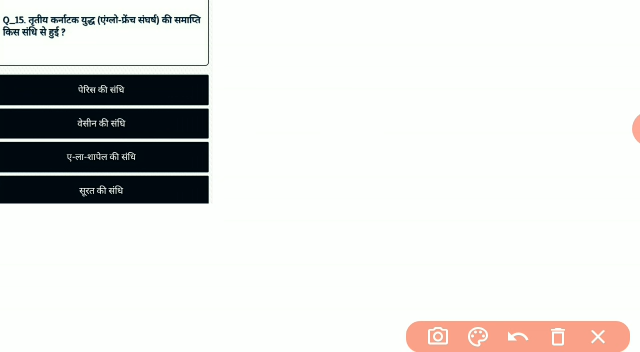 Q_15. तृतीय कर्नाटक युद्ध (एंग्लो-फ्रेंच संघर्ष) की समाप्ति
किस संधि से हुई ?
पेरिस की संधि
वेसीन की संधि
ए-ला-शापेल की संधि
सूरत की संधि